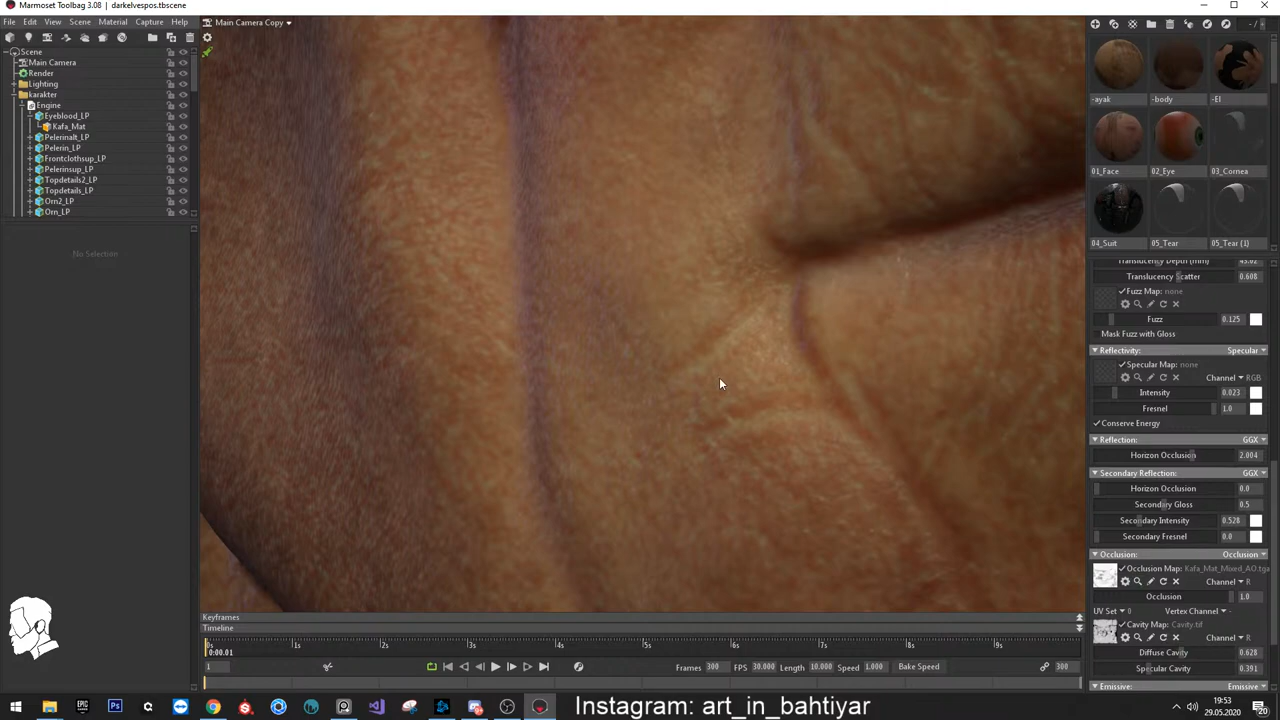 Marmoset Toolbag 3.08 | darkelvespos.tbscene
File Edit View Scene Material Capture Help
Main Camera Copy
Scene
Main Camera
Render
Lighting
karakter
Engine
Eyeblood_LP
Kafa_Mat
Pelerinalt_LP
Pelerin_LP
Frontclothsup_LP
Pelerinsup_LP
Topdetails2_LP
Topdetails_LP
Orn2_LP
Orn_LP
No Selection
-ayak -body -El
01_Face 02_Eye 03_Cornea
04_Suit 05_Tear 05_Tear (1)
Translucency Depth (mm)
Translucency Scatter 0.608
Fuzz Map: none
Fuzz 0.125
Mask Fuzz with Gloss
Reflectivity: Specular
Specular Map: none
Channel RGB
Intensity 0.023
Fresnel 1.0
Conserve Energy
Reflection: GGX
Horizon Occlusion 2.004
Secondary Reflection: GGX
Horizon Occlusion 0.0
Secondary Gloss 0.5
Secondary Intensity 0.528
Secondary Fresnel 0.0
Occlusion: Occlusion
Occlusion Map: Kafa_Mat_Mixed_AO.tga
Channel R
Occlusion 1.0
UV Set 0 Vertex Channel -
Cavity Map: Cavity.tif
Channel R
Diffuse Cavity 0.628
Specular Cavity 0.391
Emissive: Emissive
Keyframes
Timeline
0s 1s 2s 3s 4s 5s 6s 7s 8s 9s
0:00.01
1 Frames 300 FPS 30.000 Length 10.000 Speed 1.000 Bake Speed 300
Instagram: art_in_bahtiyar
19:53
29.05.2020
20